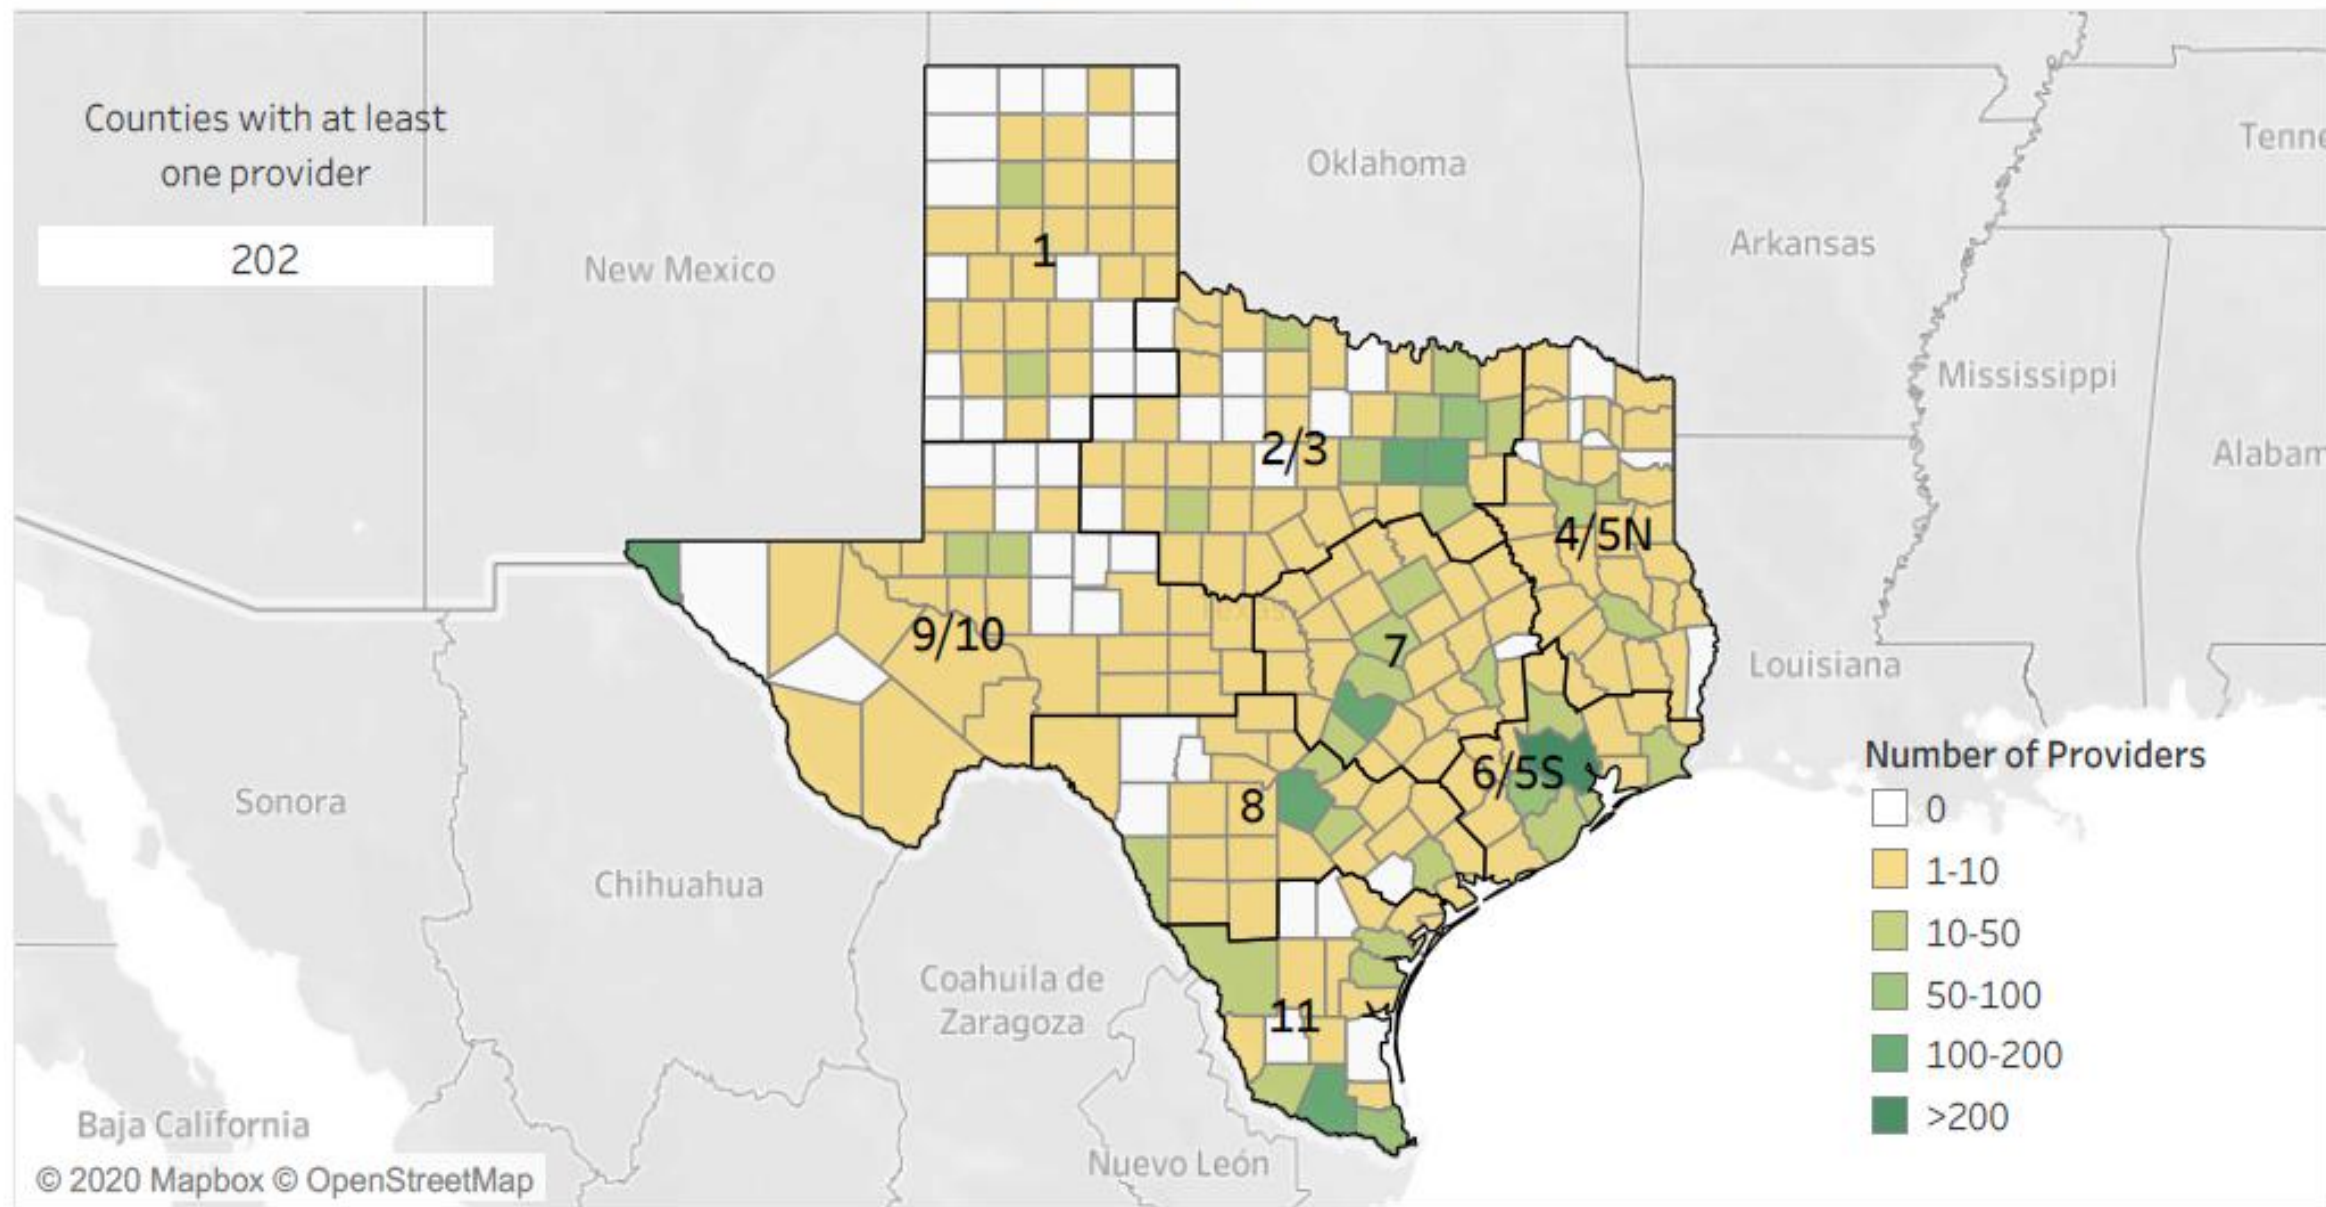 Counties with at least
one provider
202
Oklahoma
Tenne
Arkansas
New Mexico
Mississippi
Alabam
Louisiana
Texas
Sonora
Chihuahua
Coahuila de
Zaragoza
Nuevo León
Baja California
1
2/3
4/5N
9/10
7
6/5S
8
11
Number of Providers
0
1-10
10-50
50-100
100-200
>200
© 2020 Mapbox © OpenStreetMap